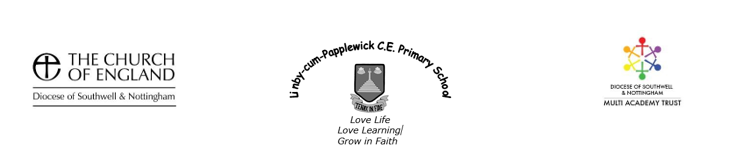 THE CHURCH
OF ENGLAND
Diocese of Southwell & Nottingham
Linby-cum-Papplewick C.E. Primary School
Love Life
Love Learning
Grow in Faith
DIOCESE OF SOUTHWELL
& NOTTINGHAM
MULTI ACADEMY TRUST